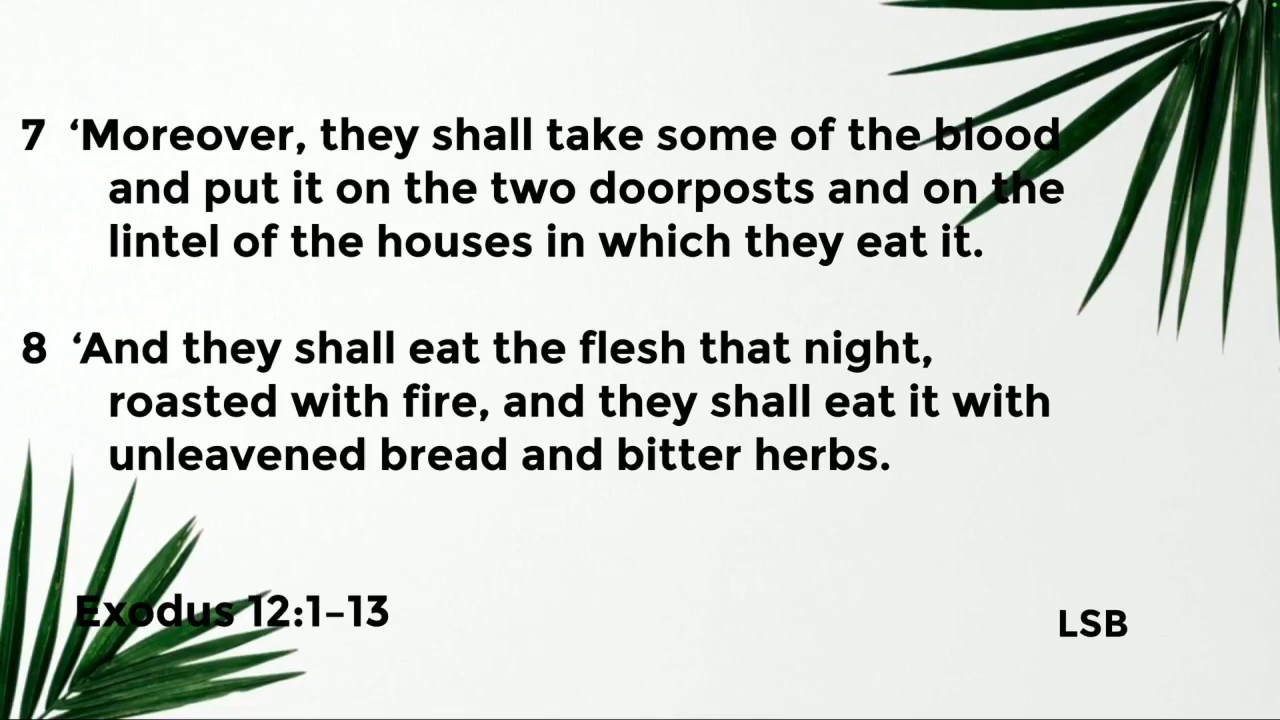 7 ‘Moreover, they shall take some of the blood
and put it on the two doorposts and on the
lintel of the houses in which they eat it.
8 ‘And they shall eat the flesh that night,
roasted with fire, and they shall eat it with
unleavened bread and bitter herbs.
Exodus 12:1–13
LSB